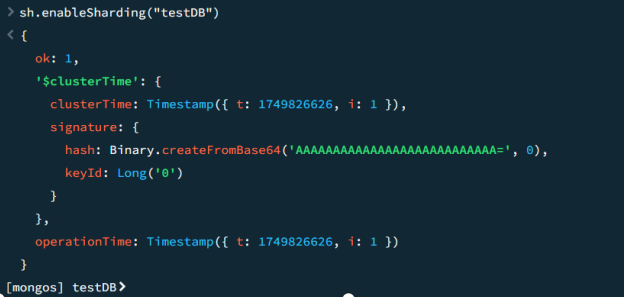 > sh.enableSharding("testDB")
< {
ok: 1,
'$clusterTime': {
clusterTime: Timestamp({ t: 1749826626, i: 1 }),
signature: {
hash: Binary.createFromBase64('AAAAAAAAAAAAAAAAAAAAAAAAAAA=', 0),
keyId: Long('0')
}
},
operationTime: Timestamp({ t: 1749826626, i: 1 })
}
[mongos] testDB>